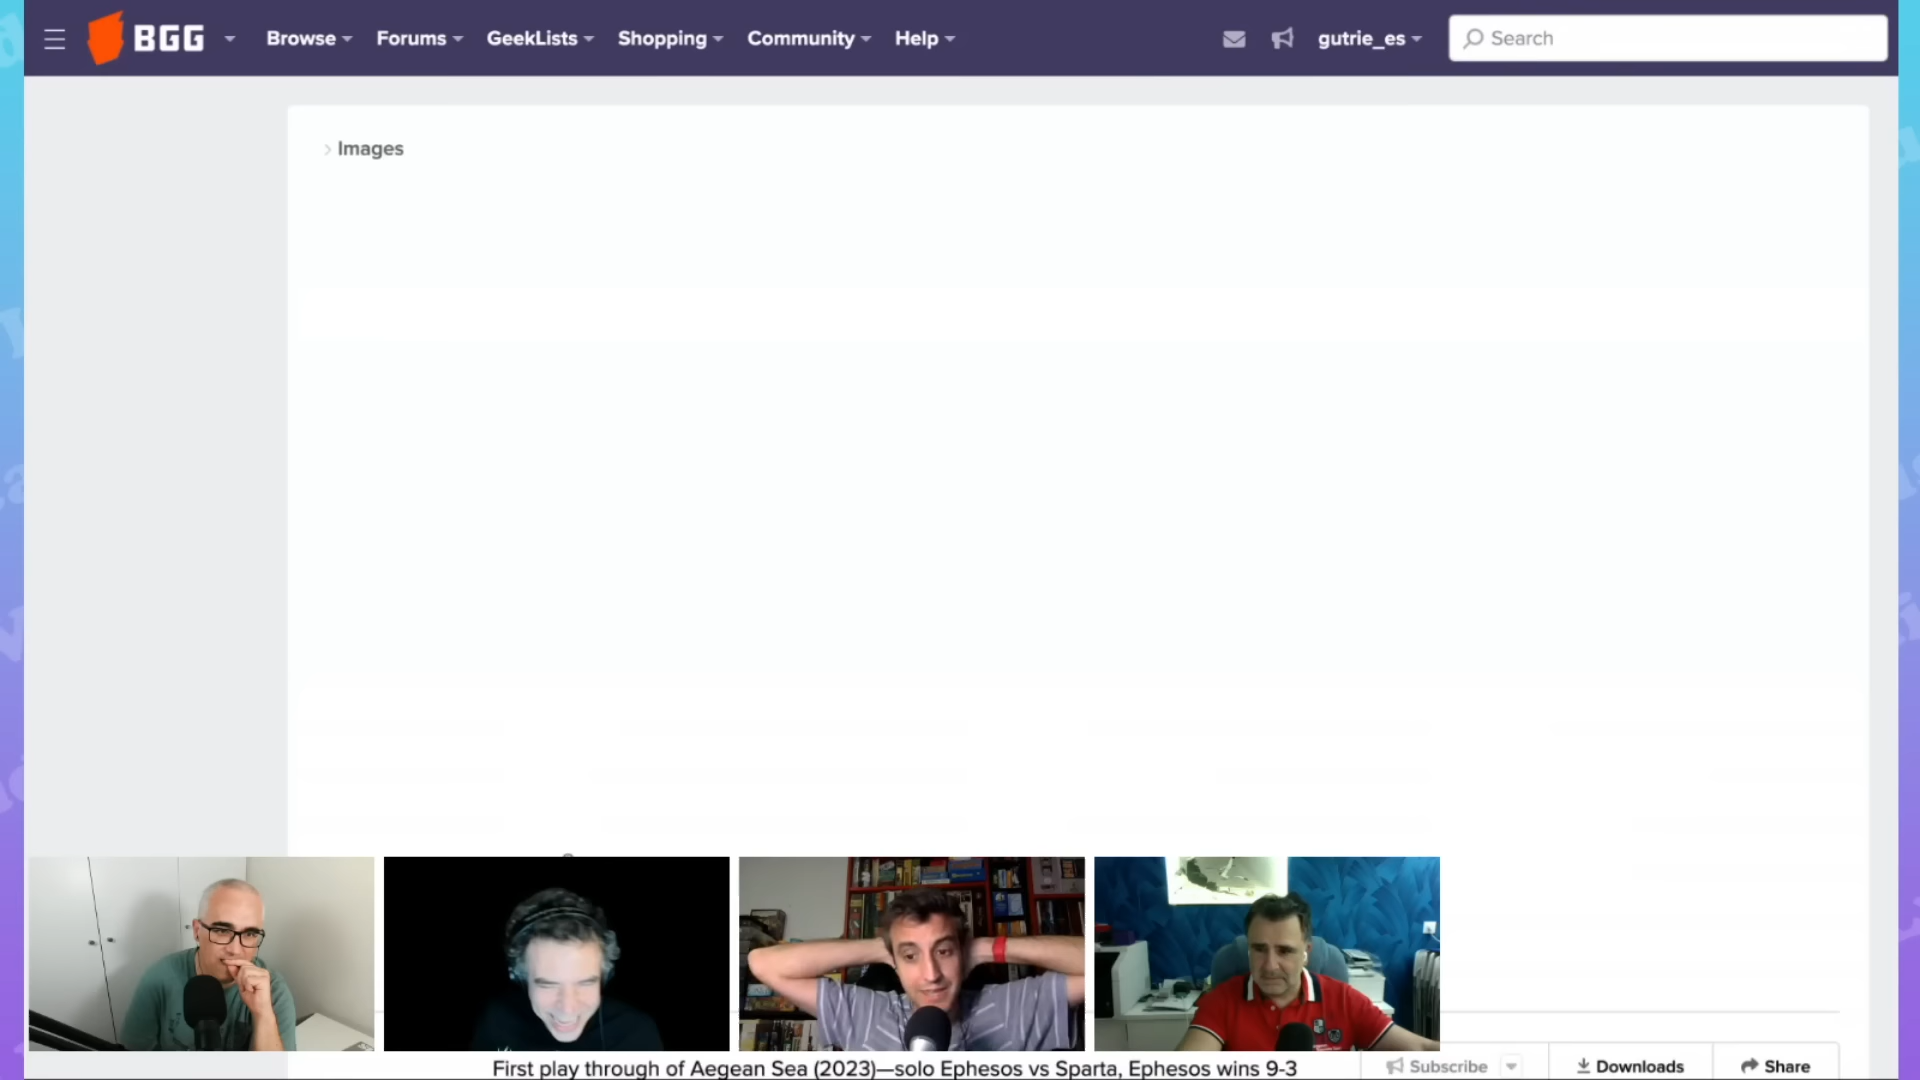 BGG Browse Forums GeekLists Shopping Community Help gutrie_es Search
Images
First play through of Aegean Sea (2023)—solo Ephesos vs Sparta, Ephesos wins 9-3 Subscribe Downloads Share